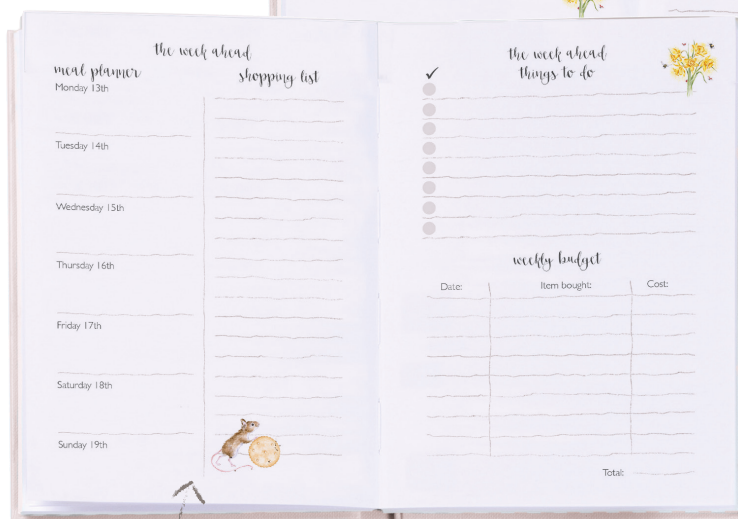 the week ahead
meal planner
shopping list
Monday 13th
Tuesday 14th
Wednesday 15th
Thursday 16th
Friday 17th
Saturday 18th
Sunday 19th
the week ahead
things to do
weekly budget
Date: Item bought: Cost:
Total: